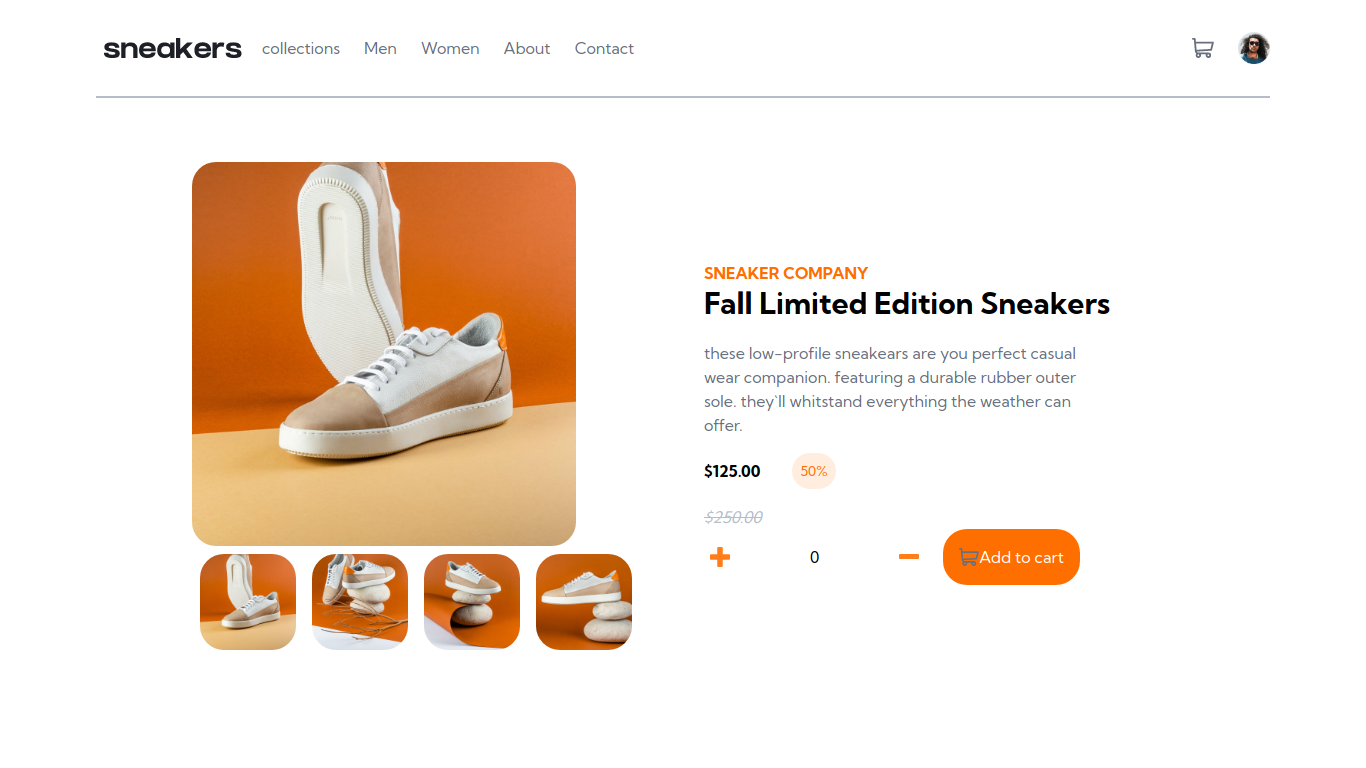 sneakers collections Men Women About Contact
SNEAKER COMPANY
Fall Limited Edition Sneakers
these low-profile sneakears are you perfect casual
wear companion. featuring a durable rubber outer
sole. they`ll whitstand everything the weather can
offer.
$125.00 50%
$250.00
0 Add to cart